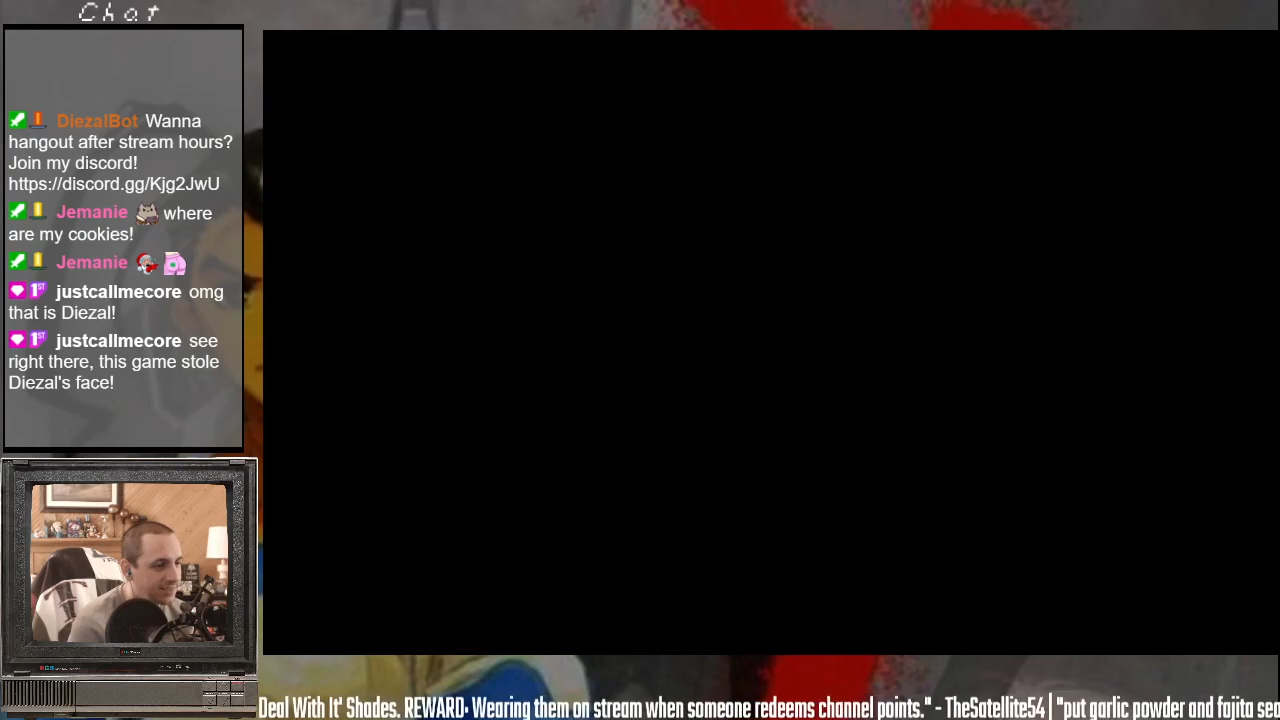 Chat
DiezalBot Wanna
hangout after stream hours?
Join my discord!
https://discord.gg/Kjg2JwU
Jemanie where
are my cookies!
Jemanie
1ST justcallmecore omg
that is Diezal!
1ST justcallmecore see
right there, this game stole
Diezal's face!
Deal With It' Shades. REWARD: Wearing them on stream when someone redeems channel points." - TheSatellite54 | "put garlic powder and fajita sea